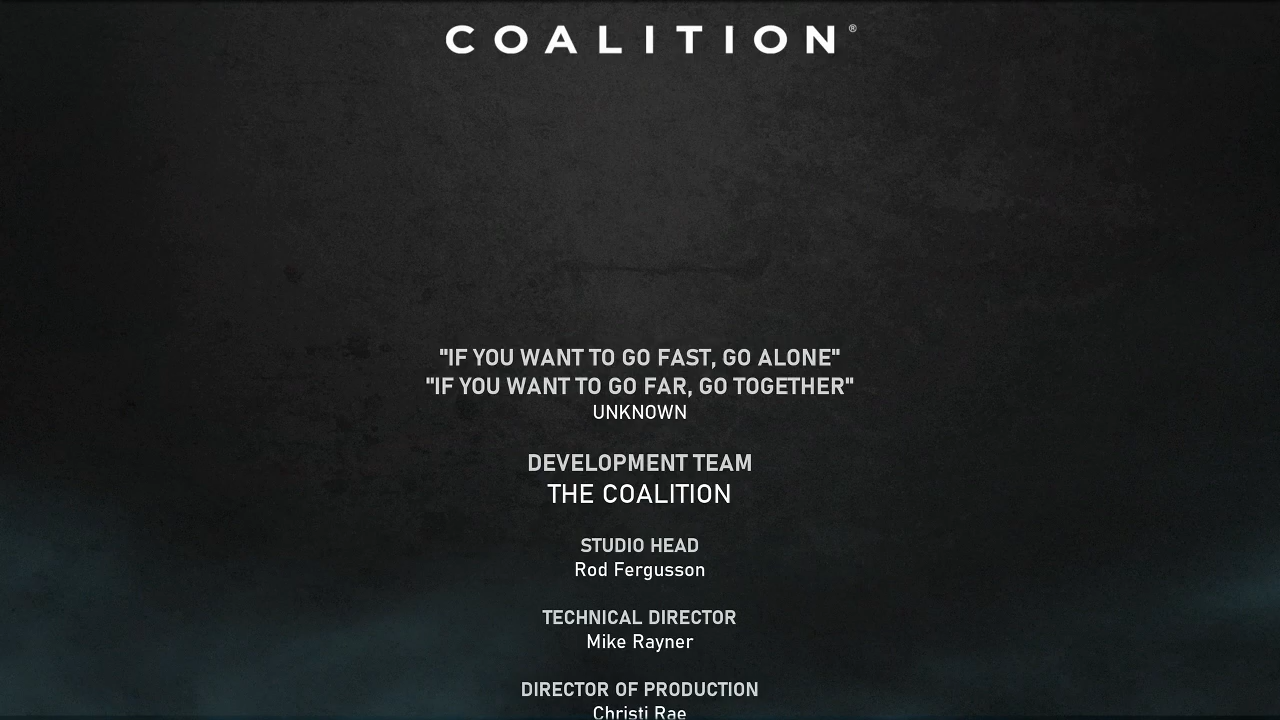 COALITION®
"IF YOU WANT TO GO FAST, GO ALONE"
"IF YOU WANT TO GO FAR, GO TOGETHER"
UNKNOWN
DEVELOPMENT TEAM
THE COALITION
STUDIO HEAD
Rod Fergusson
TECHNICAL DIRECTOR
Mike Rayner
DIRECTOR OF PRODUCTION
Christi Rae